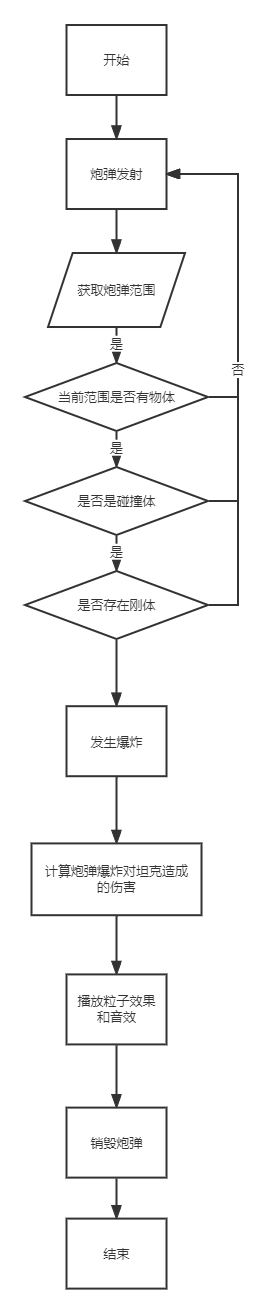 开始
炮弹发射
获取炮弹范围
是
否
当前范围是否有物体
是
是否是碰撞体
是
是否存在刚体
发生爆炸
计算炮弹爆炸对坦克造成
的伤害
播放粒子效果
和音效
销毁炮弹
结束